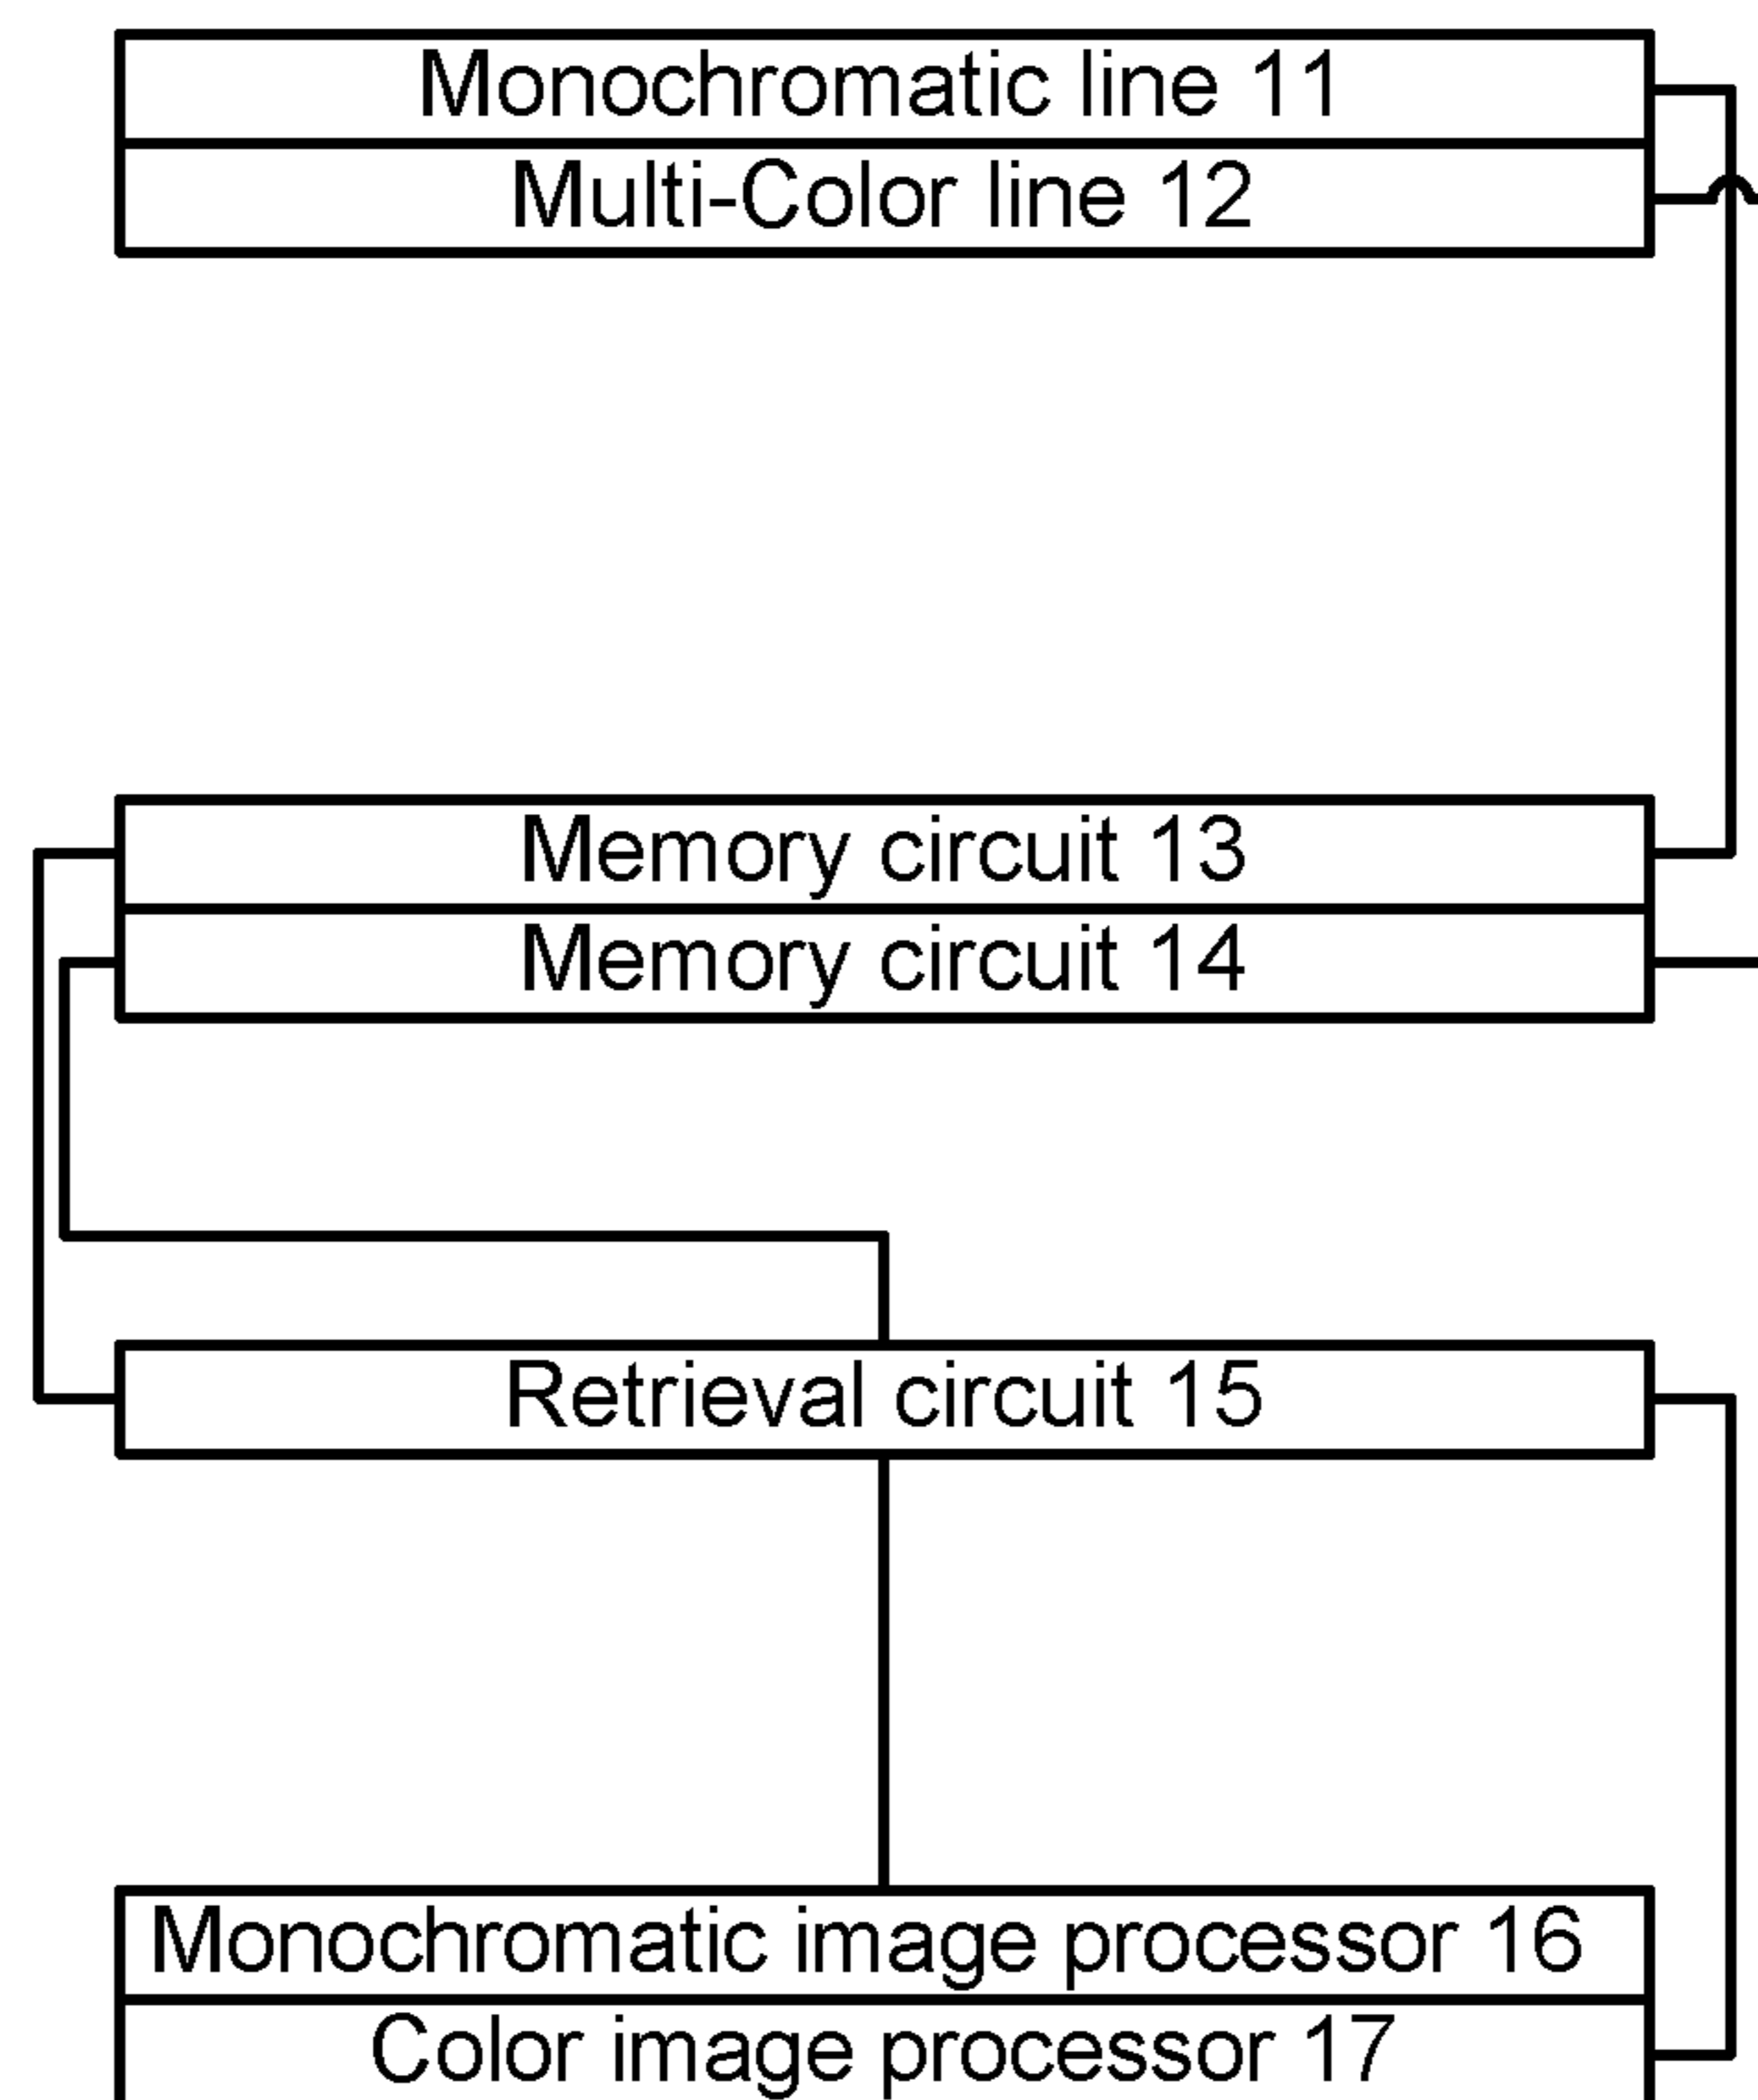 Monochromatic line 11
Multi-Color line 12
Memory circuit 13
Memory circuit 14
Retrieval circuit 15
Monochromatic image processor 16
Color image processor 17